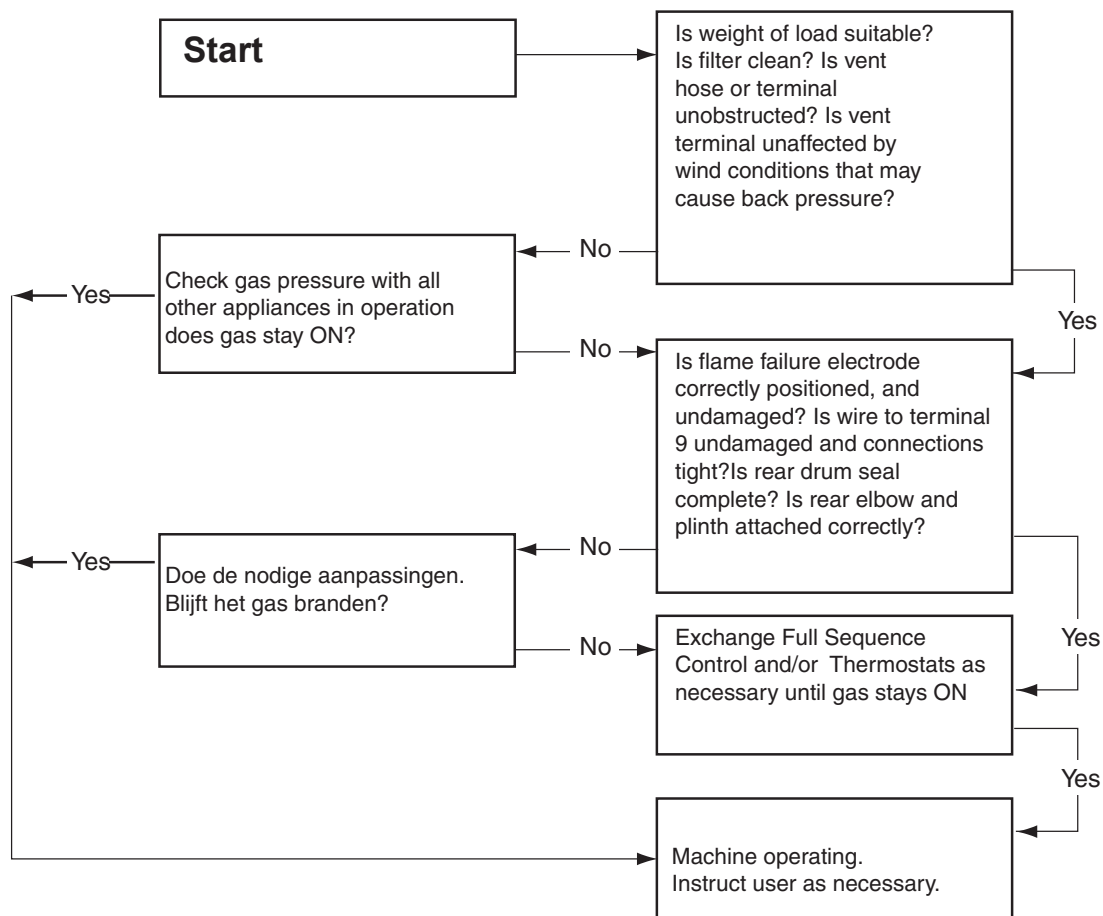 Start
Is weight of load suitable?
Is filter clean? Is vent
hose or terminal
unobstructed? Is vent
terminal unaffected by
wind conditions that may
cause back pressure?
No
Yes
Check gas pressure with all
other appliances in operation
does gas stay ON?
Yes
No
Is flame failure electrode
correctly positioned, and
undamaged? Is wire to terminal
9 undamaged and connections
tight?Is rear drum seal
complete? Is rear elbow and
plinth attached correctly?
No
Yes
Doe de nodige aanpassingen.
Blijft het gas branden?
Yes
No
Exchange Full Sequence
Control and/or Thermostats as
necessary until gas stays ON
Yes
Machine operating.
Instruct user as necessary.